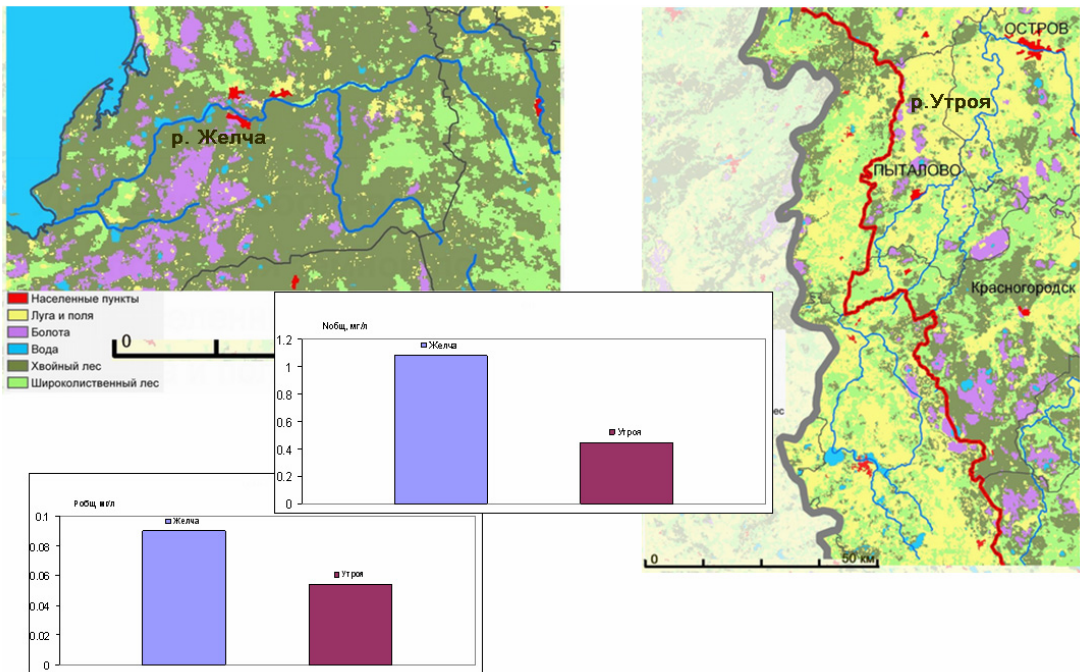 р. Желча
Населенные пункты
Луга и поля
Болота
Вода
Хвойный лес
Широколиственный лес
0
ОСТРОВ
р.Утроя
ПЫТАЛОВО
Красногородск
ес
0
50 км
Nобщ, мг/л
1.2
1
0.8
0.6
0.4
0.2
0
Желча
Утроя
Робщ, мг/л
0.1
0.08
0.06
0.04
0.02
0
Желча
Утроя